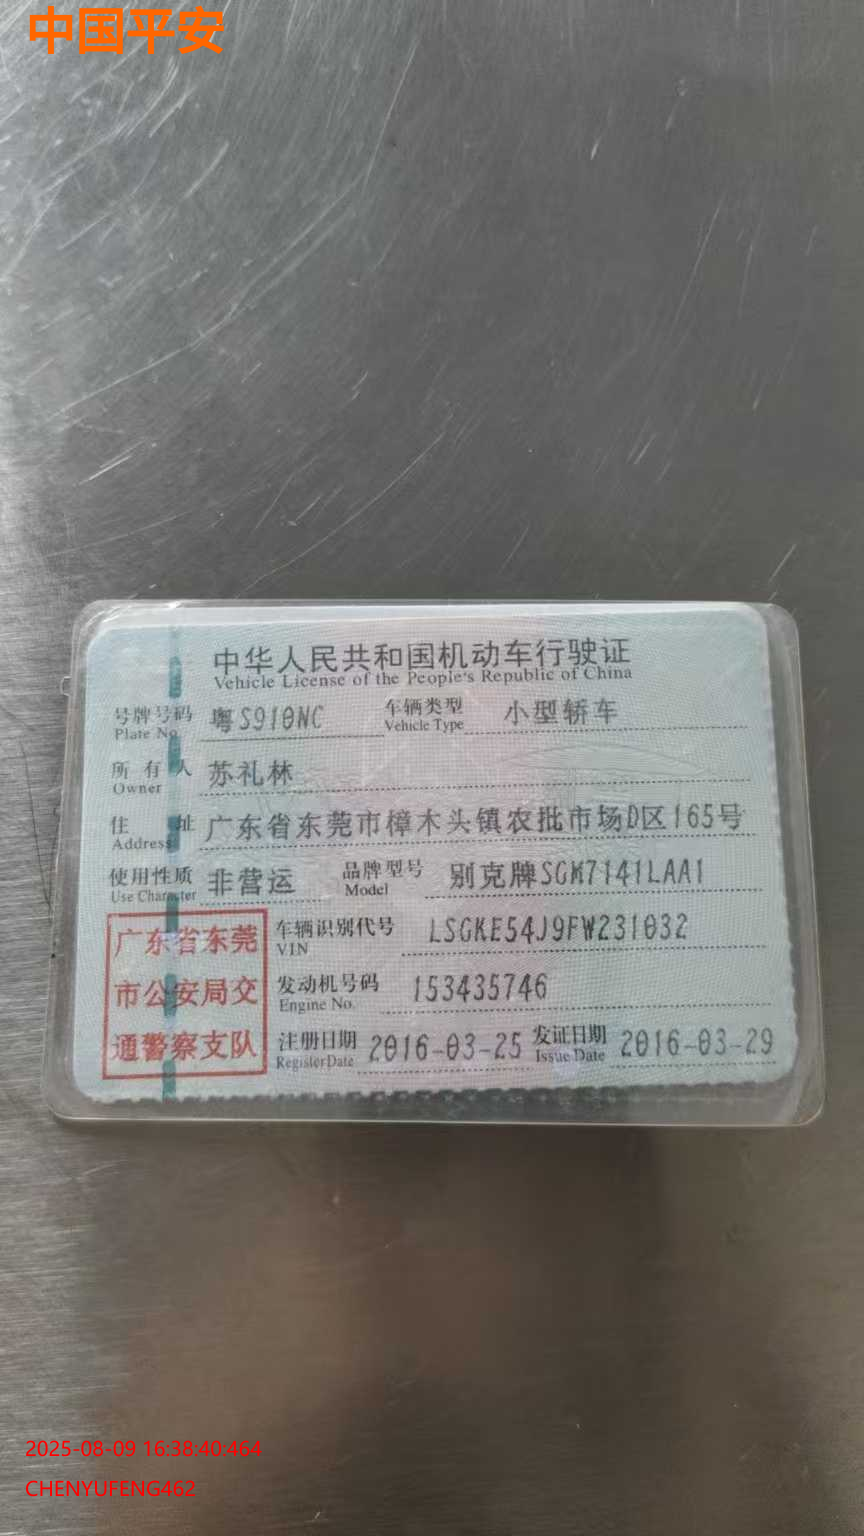 中国平安
中华人民共和国机动车行驶证
Vehicle License of the People's Republic of China
号牌号码 粤S910NC 车辆类型 小型轿车
Plate No. Vehicle Type
所有人 苏礼林
Owner
住址 广东省东莞市樟木头镇农批市场D区165号
Address
使用性质 非营运 品牌型号 别克牌SGM7141LAA1
Use Character Model
广东省东莞
市公安局交
通警察支队
车辆识别代号 LSGKE54J9FW231032
VIN
发动机号码 153435746
Engine No.
注册日期 2016-03-25 发证日期 2016-03-29
Register Date Issue Date
2025-08-09 16:38:40:464
CHENYUFENG462